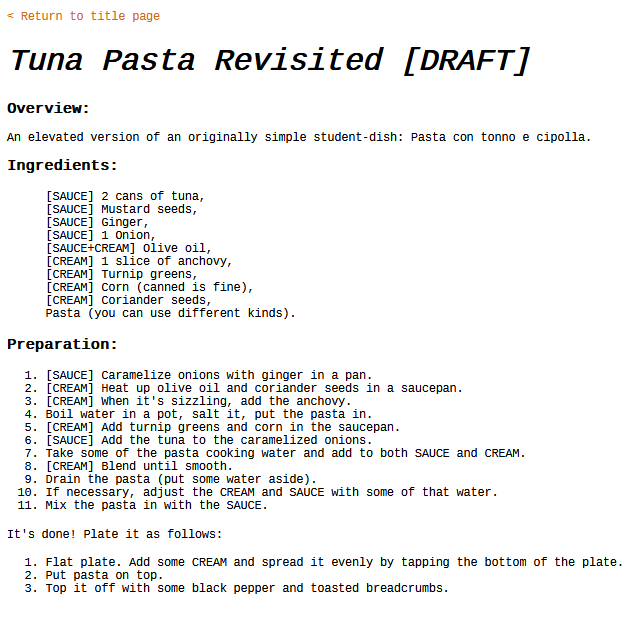 < Return to title page
Tuna Pasta Revisited [DRAFT]
Overview:
An elevated version of an originally simple student-dish: Pasta con tonno e cipolla.
Ingredients:
[SAUCE] 2 cans of tuna,
[SAUCE] Mustard seeds,
[SAUCE] Ginger,
[SAUCE] 1 Onion,
[SAUCE+CREAM] Olive oil,
[CREAM] 1 slice of anchovy,
[CREAM] Turnip greens,
[CREAM] Corn (canned is fine),
[CREAM] Coriander seeds,
Pasta (you can use different kinds).
Preparation:
1. [SAUCE] Caramelize onions with ginger in a pan.
2. [CREAM] Heat up olive oil and coriander seeds in a saucepan.
3. [CREAM] When it's sizzling, add the anchovy.
4. Boil water in a pot, salt it, put the pasta in.
5. [CREAM] Add turnip greens and corn in the saucepan.
6. [SAUCE] Add the tuna to the caramelized onions.
7. Take some of the pasta cooking water and add to both SAUCE and CREAM.
8. [CREAM] Blend until smooth.
9. Drain the pasta (put some water aside).
10. If necessary, adjust the CREAM and SAUCE with some of that water.
11. Mix the pasta in with the SAUCE.
It's done! Plate it as follows:
1. Flat plate. Add some CREAM and spread it evenly by tapping the bottom of the plate.
2. Put pasta on top.
3. Top it off with some black pepper and toasted breadcrumbs.